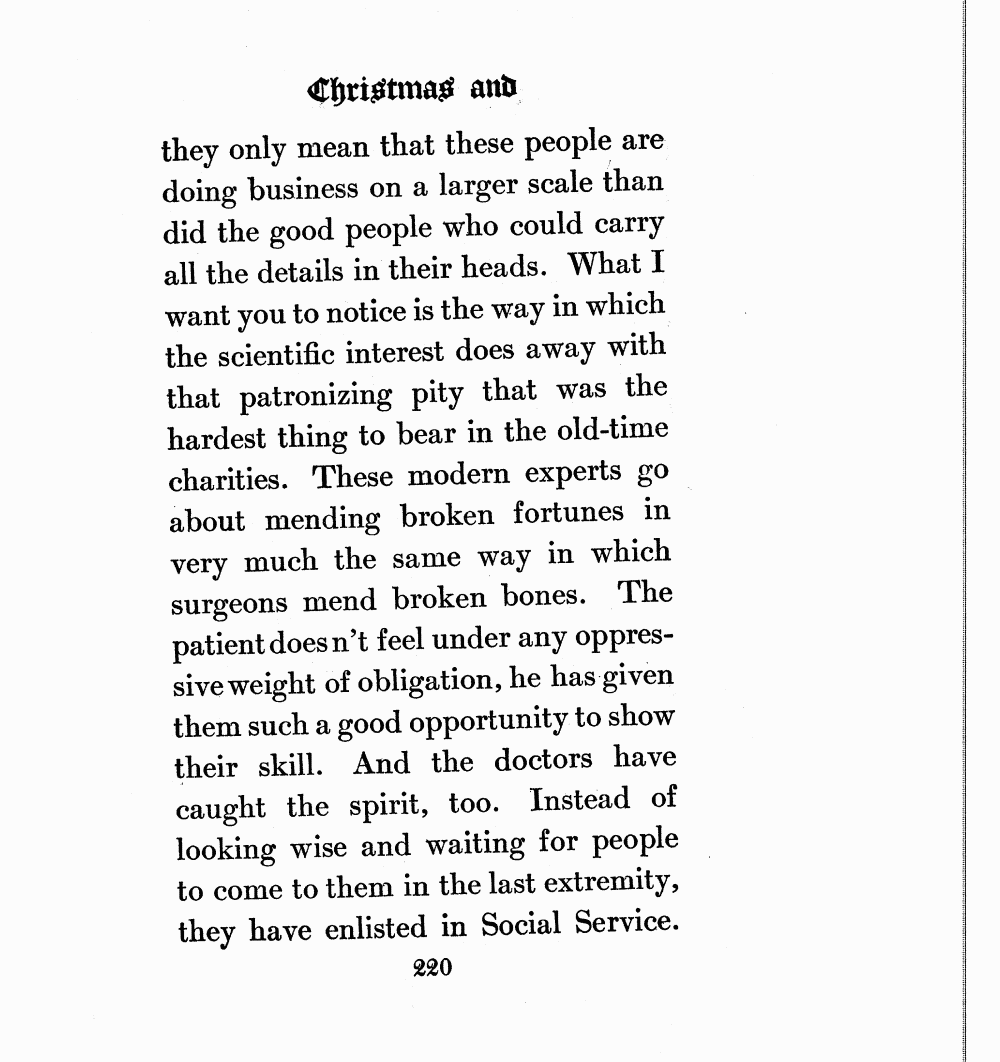 Christmas and
they only mean that these people are
doing business on a larger scale than
did the good people who could carry
all the details in their heads. What I
want you to notice is the way in which
the scientific interest does away with
that patronizing pity that was the
hardest thing to bear in the old-time
charities. These modern experts go
about mending broken fortunes in
very much the same way in which
surgeons mend broken bones. The
patient does n't feel under any oppres-
sive weight of obligation, he has given
them such a good opportunity to show
their skill. And the doctors have
caught the spirit, too. Instead of
looking wise and waiting for people
to come to them in the last extremity,
they have enlisted in Social Service.
220